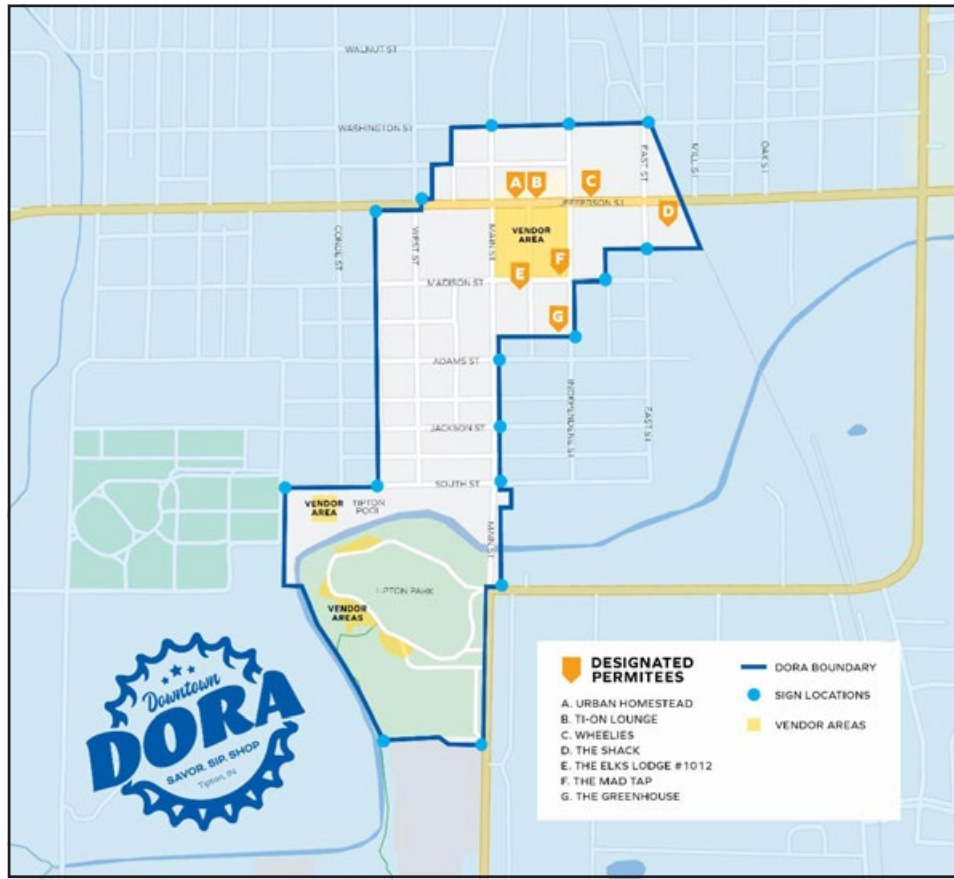 WALNUT ST
WASHINGTON ST
EAST ST
MILL ST
OAK ST
A
B
C
JEFFERSON ST
D
CONDE ST
WEST ST
MAIN ST
VENDOR
AREA
F
E
MADISON ST
G
ADAMS ST
INDEPENDENC ST
EAST ST
JACKSON ST
SOUTH ST
VENDOR
AREA
TIPTON
POOL
MAIN ST
TIPTON PARK
VENDOR
AREAS
Downtown
DORA
SAVOR. SIP. SHOP
Tipton, IN
DESIGNATED
PERMITEES
A. URBAN HOMESTEAD
B. TI-ON LOUNGE
C. WHEELIES
D. THE SHACK
E. THE ELKS LODGE #1012
F. THE MAD TAP
G. THE GREENHOUSE
DORA BOUNDARY
SIGN LOCATIONS
VENDOR AREAS